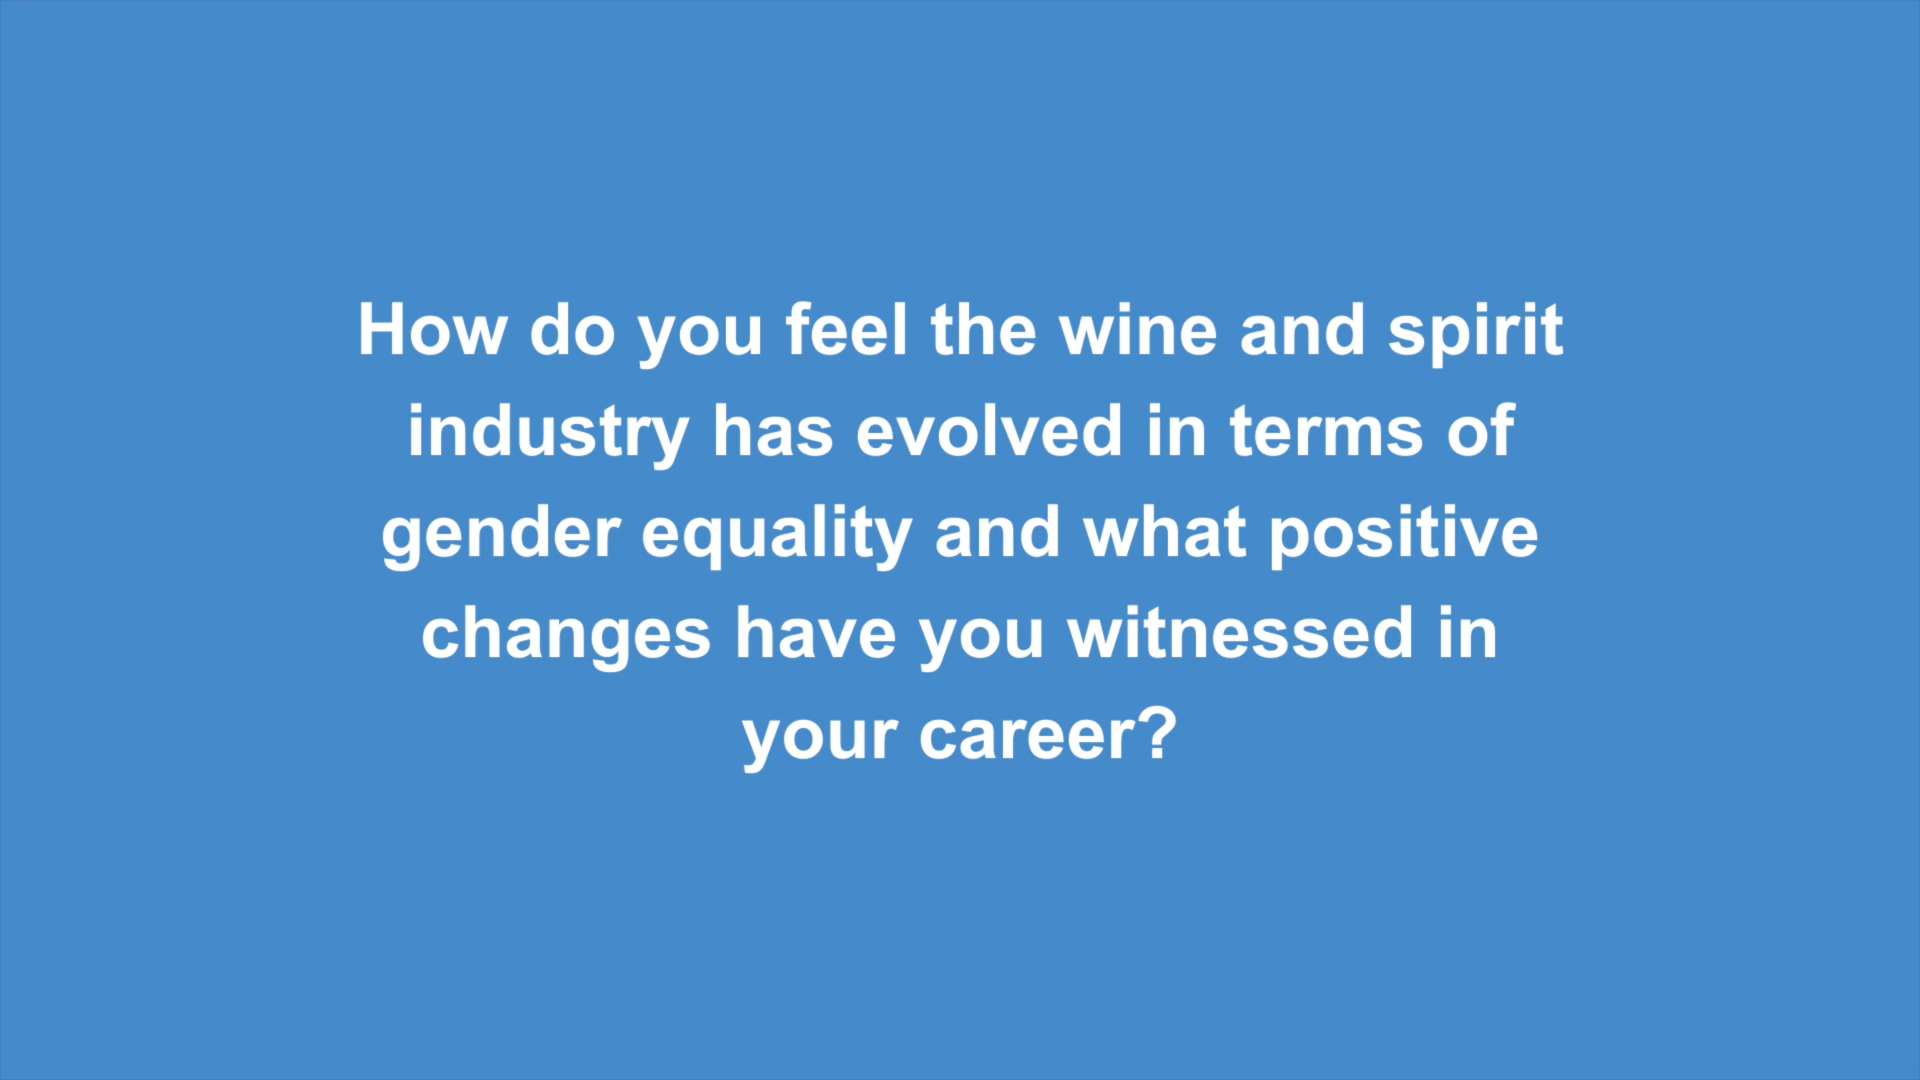 How do you feel the wine and spirit
industry has evolved in terms of
gender equality and what positive
changes have you witnessed in
your career?